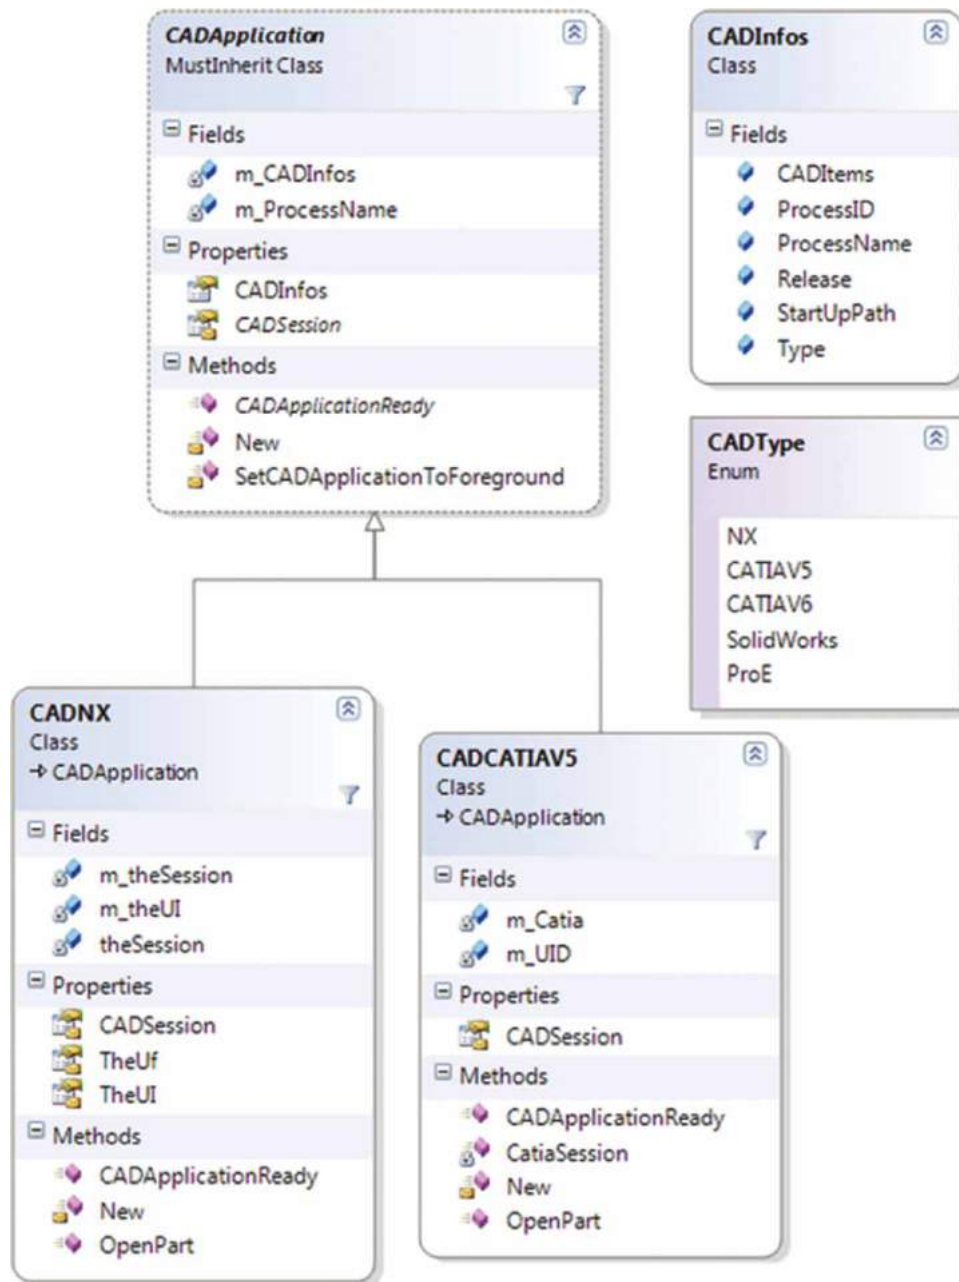 CADApplication
MustInherit Class
Fields
m_CADInfos
m_ProcessName
Properties
CADInfos
CADSession
Methods
CADApplicationReady
New
SetCADApplicationToForeground
CADInfos
Class
Fields
CADItems
ProcessID
ProcessName
Release
StartUpPath
Type
CADType
Enum
NX
CATIAV5
CATIAV6
SolidWorks
ProE
CADNX
Class
CADApplication
Fields
m_theSession
m_theUI
theSession
Properties
CADSession
TheUf
TheUI
Methods
CADApplicationReady
New
OpenPart
CADCATIAV5
Class
CADApplication
Fields
m_Catia
m_UID
Properties
CADSession
Methods
CADApplicationReady
CatiaSession
New
OpenPart